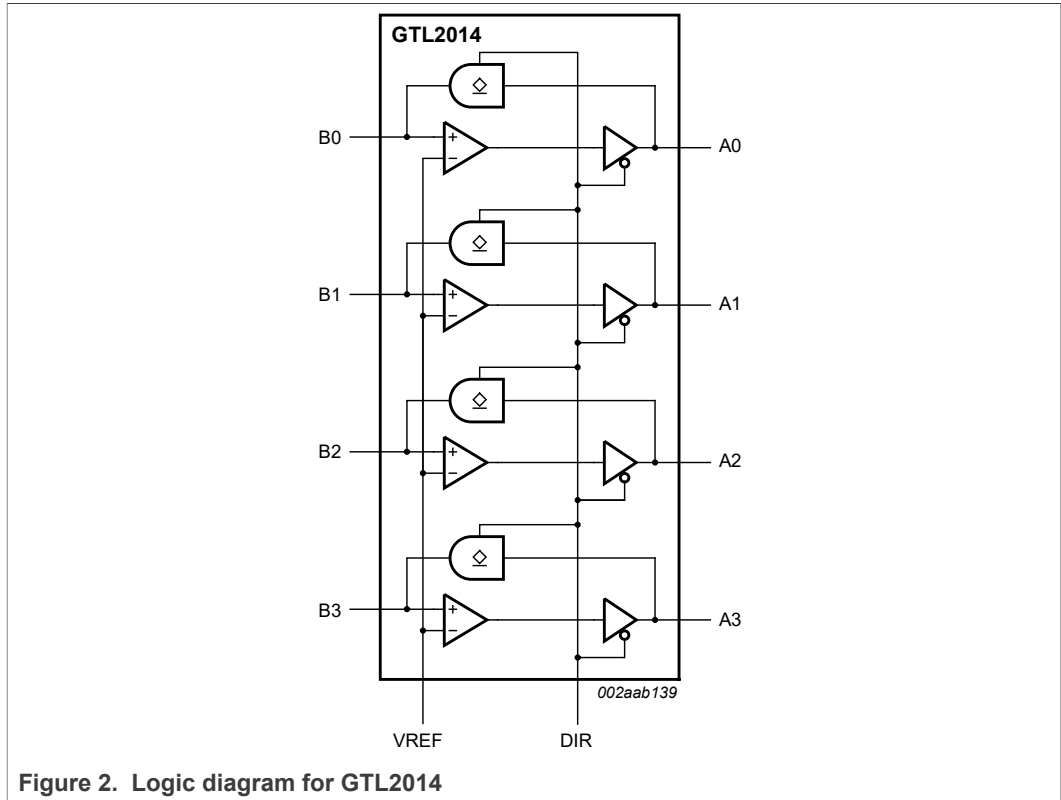 GTL2014
B0
A0
B1
A1
B2
A2
B3
A3
002aab139
VREF
DIR
Figure 2. Logic diagram for GTL2014